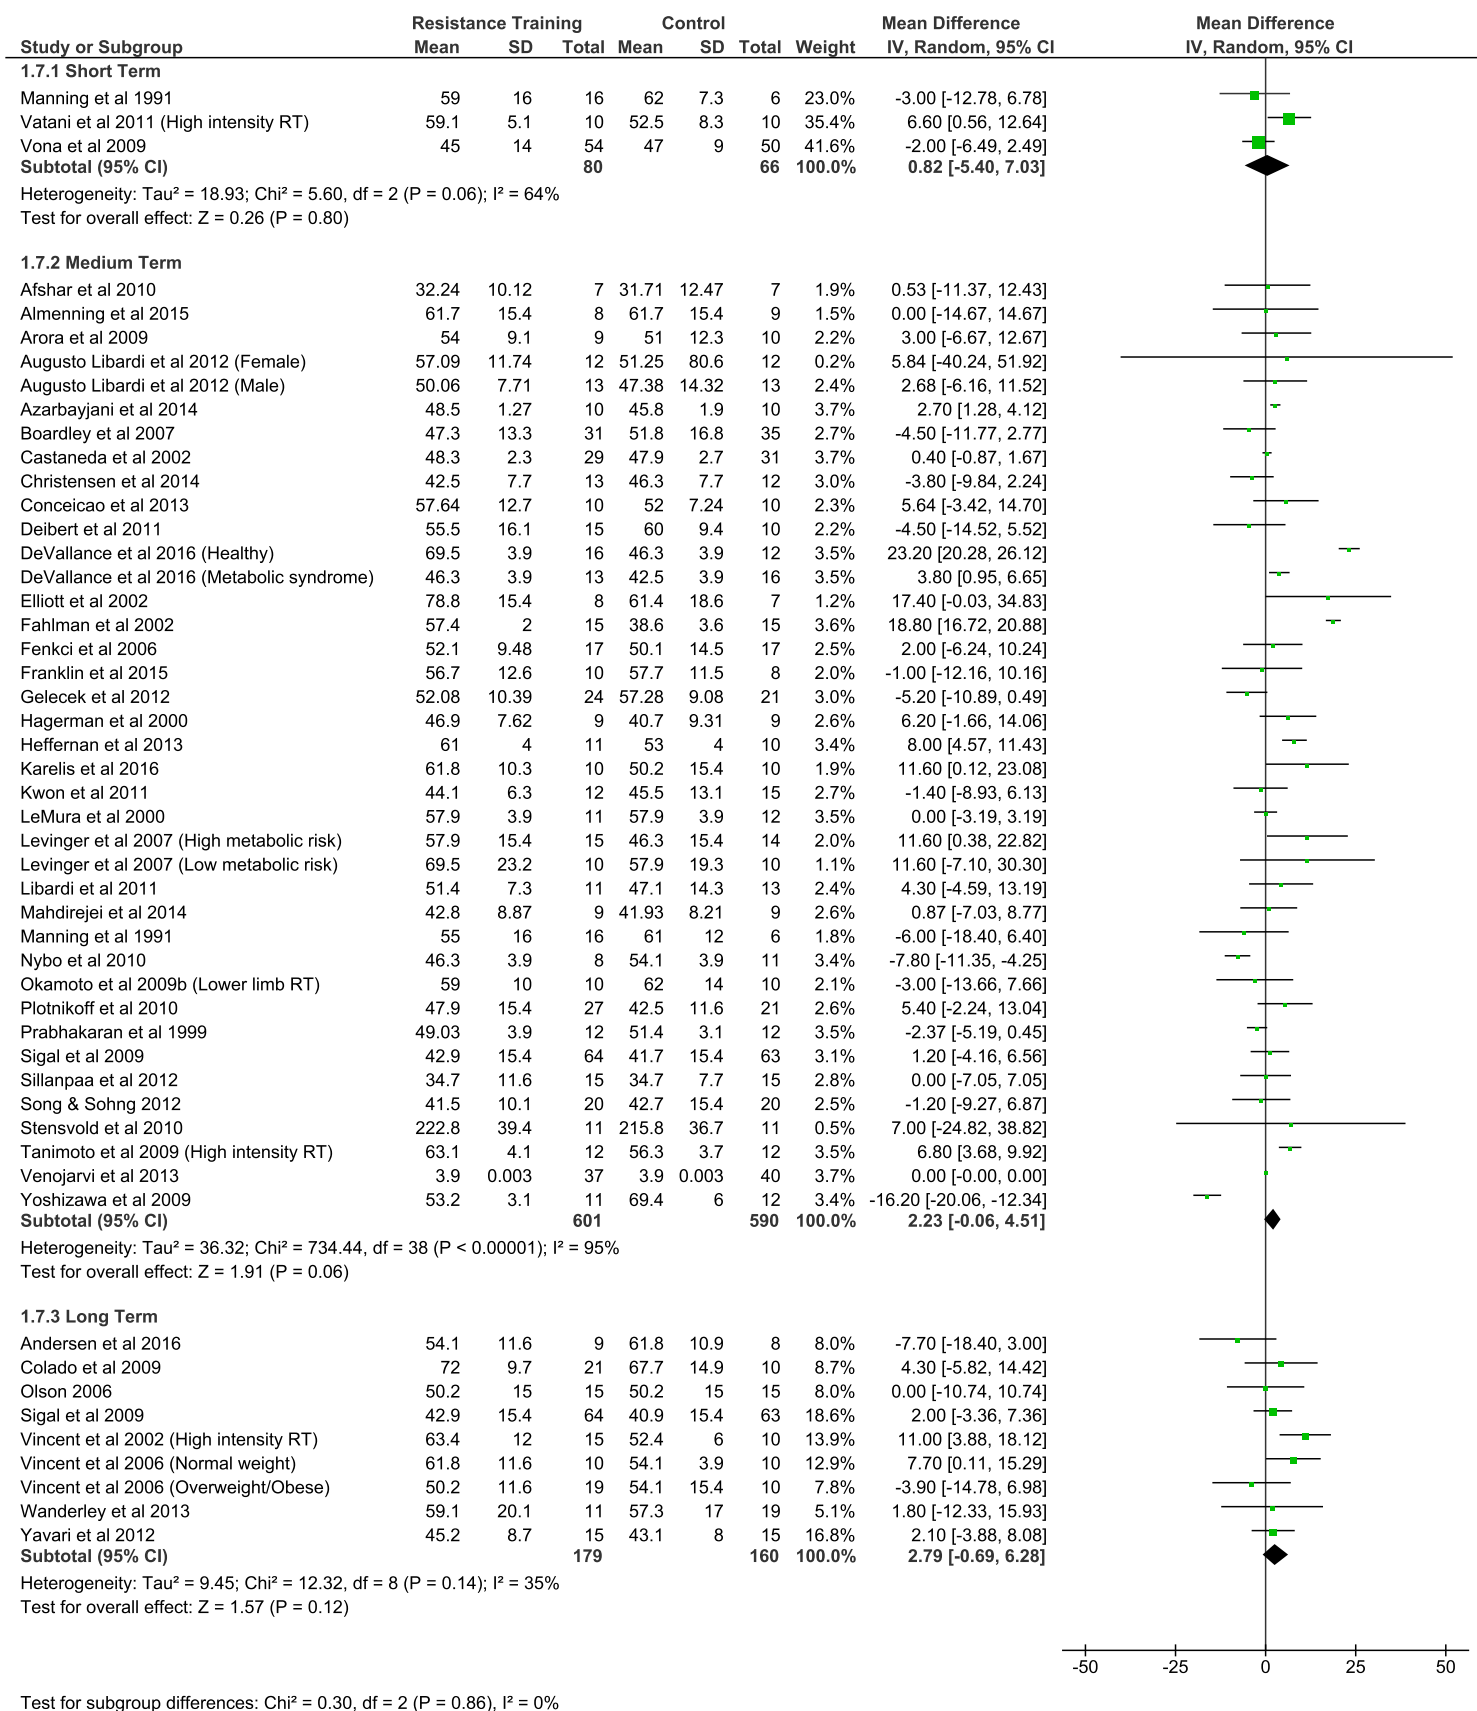 Resistance Training Control Mean Difference Mean Difference
Study or Subgroup Mean SD Total Mean SD Total Weight IV, Random, 95% CI IV, Random, 95% CI
1.7.1 Short Term
Manning et al 1991 59 16 16 62 7.3 6 23.0% -3.00 [-12.78, 6.78]
Vatani et al 2011 (High intensity RT) 59.1 5.1 10 52.5 8.3 10 35.4% 6.60 [0.56, 12.64]
Vona et al 2009 45 14 54 47 9 50 41.6% -2.00 [-6.49, 2.49]
Subtotal (95% CI) 80 66 100.0% 0.82 [-5.40, 7.03]
Heterogeneity: Tau² = 18.93; Chi² = 5.60, df = 2 (P = 0.06); I² = 64%
Test for overall effect: Z = 0.26 (P = 0.80)
1.7.2 Medium Term
Afshar et al 2010 32.24 10.12 7 31.71 12.47 7 1.9% 0.53 [-11.37, 12.43]
Almenning et al 2015 61.7 15.4 8 61.7 15.4 9 1.4% 0.00 [-14.67, 14.67]
Arora et al 2009 54 9.1 9 51 12.3 10 2.2% 3.00 [-6.67, 12.67]
Augusto Libardi et al 2012 (Female) 57.09 11.74 12 51.25 80.6 12 0.2% 5.84 [-40.24, 51.92]
Augusto Libardi et al 2012 (Male) 50.06 7.71 13 47.38 14.32 13 2.4% 2.68 [-6.16, 11.52]
Azarbayjani et al 2014 48.5 1.27 10 45.8 1.9 10 3.7% 2.70 [1.28, 4.12]
Boardley et al 2007 47.3 13.3 31 51.8 16.8 35 2.7% -4.50 [-11.77, 2.77]
Castaneda et al 2002 48.3 2.3 29 47.9 2.7 31 3.7% 0.40 [-0.87, 1.67]
Christensen et al 2014 42.5 7.7 13 46.3 7.7 12 3.0% -3.80 [-9.84, 2.24]
Conceicao et al 2013 57.64 12.7 10 52 7.24 10 2.3% 5.64 [-3.42, 14.70]
Deibert et al 2011 55.5 16.1 15 60 9.4 10 2.2% -4.50 [-14.52, 5.52]
DeVallance et al 2016 (Healthy) 69.5 3.9 16 46.3 3.9 12 3.5% 23.20 [20.28, 26.12]
DeVallance et al 2016 (Metabolic syndrome) 46.3 3.9 13 42.5 3.9 16 3.5% 3.80 [0.95, 6.65]
Elliott et al 2002 78.8 15.4 8 61.4 18.6 7 1.2% 17.40 [-0.03, 34.83]
Fahlman et al 2002 57.4 2 15 38.6 3.6 15 3.6% 18.80 [16.72, 20.88]
Fenkci et al 2006 52.1 9.48 17 50.1 14.5 17 2.5% 2.00 [-6.24, 10.24]
Franklin et al 2015 56.7 12.6 10 57.7 11.5 8 2.0% -1.00 [-12.16, 10.16]
Gelecek et al 2012 52.08 10.39 24 57.28 9.08 21 3.0% -5.20 [-10.89, 0.49]
Hagerman et al 2000 46.9 7.62 9 40.7 9.31 9 2.6% 6.20 [-1.66, 14.06]
Heffernan et al 2013 61 4 11 53 4 10 3.4% 8.00 [4.57, 11.43]
Karelis et al 2016 61.8 10.3 10 50.2 15.4 10 1.9% 11.60 [0.12, 23.08]
Kwon et al 2011 44.1 6.3 12 45.5 13.1 15 2.7% -1.40 [-8.93, 6.13]
LeMura et al 2000 57.9 3.9 11 57.9 3.9 12 3.5% 0.00 [-3.19, 3.19]
Levinger et al 2007 (High metabolic risk) 57.9 15.4 15 46.3 15.4 14 2.0% 11.60 [0.38, 22.82]
Levinger et al 2007 (Low metabolic risk) 69.5 23.2 10 57.9 19.3 10 1.1% 11.60 [-7.10, 30.30]
Libardi et al 2011 51.4 7.3 11 47.1 14.3 13 2.4% 4.30 [-4.59, 13.19]
Mahdirejei et al 2014 42.8 8.87 9 41.93 8.21 9 2.6% 0.87 [-7.03, 8.77]
Manning et al 1991 55 16 16 61 12 6 1.8% -6.00 [-18.40, 6.40]
Nybo et al 2010 46.3 3.9 8 54.1 3.9 11 3.4% -7.80 [-11.35, -4.25]
Okamoto et al 2009b (Lower limb RT) 59 10 10 62 14 10 2.1% -3.00 [-13.66, 7.66]
Plotnikoff et al 2010 47.9 15.4 27 42.5 11.6 21 2.6% 5.40 [-2.24, 13.04]
Prabhakaran et al 1999 49.03 3.9 12 51.4 3.1 12 3.5% -2.37 [-5.19, 0.45]
Sigal et al 2009 42.9 15.4 64 41.7 15.4 63 3.1% 1.20 [-4.16, 6.56]
Sillanpaa et al 2012 34.7 11.6 15 34.7 7.7 15 2.8% 0.00 [-7.05, 7.05]
Song & Sohng 2012 41.5 10.1 20 42.7 15.4 20 2.5% -1.20 [-9.27, 6.87]
Stensvold et al 2010 222.8 39.4 11 215.8 36.7 11 0.5% 7.00 [-24.82, 38.82]
Tanimoto et al 2009 (High intensity RT) 63.1 4.1 12 56.3 3.7 12 3.5% 6.80 [3.68, 9.92]
Venojarvi et al 2013 3.9 0.003 37 3.9 0.003 40 3.7% 0.00 [-0.00, 0.00]
Yoshizawa et al 2009 53.2 3.1 11 69.4 6 12 3.4% -16.20 [-20.06, -12.34]
Subtotal (95% CI) 601 590 100.0% 2.23 [-0.06, 4.51]
Heterogeneity: Tau² = 36.32; Chi² = 734.44, df = 38 (P < 0.00001); I² = 95%
Test for overall effect: Z = 1.91 (P = 0.06)
1.7.3 Long Term
Andersen et al 2016 54.1 11.6 9 61.8 10.9 8 8.0% -7.70 [-18.40, 3.00]
Colado et al 2009 72 9.7 21 67.7 14.9 10 8.7% 4.30 [-5.82, 14.42]
Olson 2006 50.2 15 15 50.2 15 15 8.0% 0.00 [-10.74, 10.74]
Sigal et al 2009 42.9 15.4 64 40.9 15.4 63 18.6% 2.00 [-3.36, 7.36]
Vincent et al 2002 (High intensity RT) 63.4 12 15 52.4 6 10 13.9% 11.00 [3.88, 18.12]
Vincent et al 2006 (Normal weight) 61.8 11.6 10 54.1 3.9 10 12.9% 7.70 [0.11, 15.29]
Vincent et al 2006 (Overweight/Obese) 50.2 11.6 19 54.1 15.4 10 7.8% -3.90 [-14.78, 6.98]
Wanderley et al 2013 59.1 20.1 11 57.3 17 19 5.1% 1.80 [-12.33, 15.93]
Yavari et al 2012 45.2 8.7 15 43.1 8 15 16.8% 2.10 [-3.88, 8.08]
Subtotal (95% CI) 179 160 100.0% 2.79 [-0.69, 6.28]
Heterogeneity: Tau² = 9.45; Chi² = 12.32, df = 8 (P = 0.14); I² = 35%
Test for overall effect: Z = 1.57 (P = 0.12)
-50 -25 0 25 50
Test for subgroup differences: Chi² = 0.30, df = 2 (P = 0.86), I² = 0%